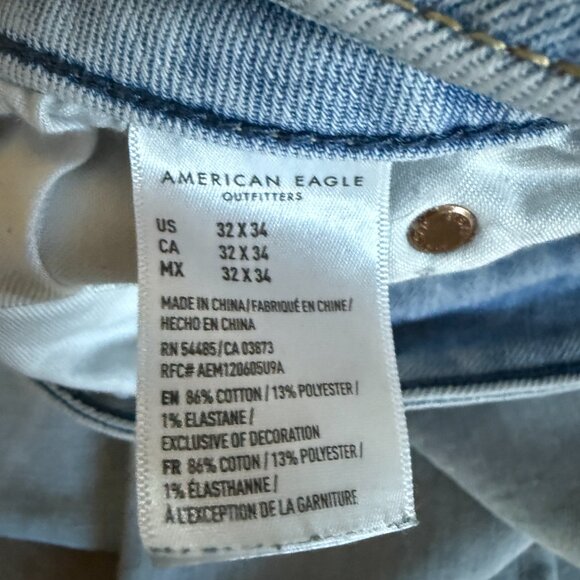 AMERICAN EAGLE
OUTFITTERS
US 32 X 34
CA 32 X 34
MX 32 X 34
MADE IN CHINA/FABRIQUÉ EN CHINE/
HECHO EN CHINA
RN 54485/CA 03873
RFC# AEM120605U9A
EN 86% COTTON / 13% POLYESTER /
1% ELASTANE /
EXCLUSIVE OF DECORATION
FR 86% COTON / 13% POLYESTER /
1% ÉLASTHANNE /
À L'EXCEPTION DE LA GARNITURE